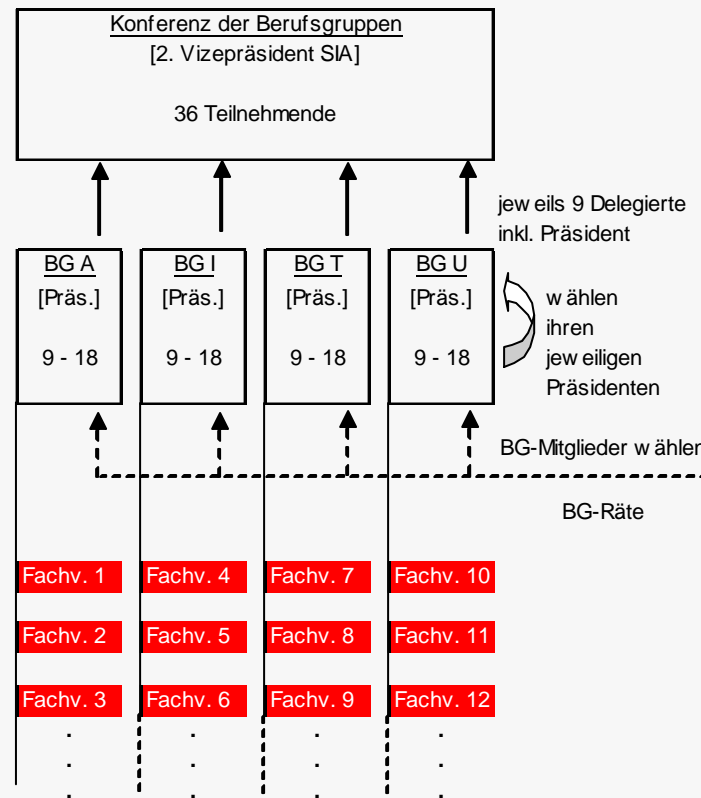 Konferenz der Berufsgruppen
[2. Vizepräsident SIA]
36 Teilnehmende
jeweils 9 Delegierte
inkl. Präsident
BG A
[Präs.]
9 - 18
BG I
[Präs.]
9 - 18
BG T
[Präs.]
9 - 18
BG U
[Präs.]
9 - 18
wählen
ihren
jeweiligen
Präsidenten
BG-Mitglieder wählen
BG-Räte
Fachv. 1
Fachv. 4
Fachv. 7
Fachv. 10
Fachv. 2
Fachv. 5
Fachv. 8
Fachv. 11
Fachv. 3
Fachv. 6
Fachv. 9
Fachv. 12
. . . .
. . . .
. . . .